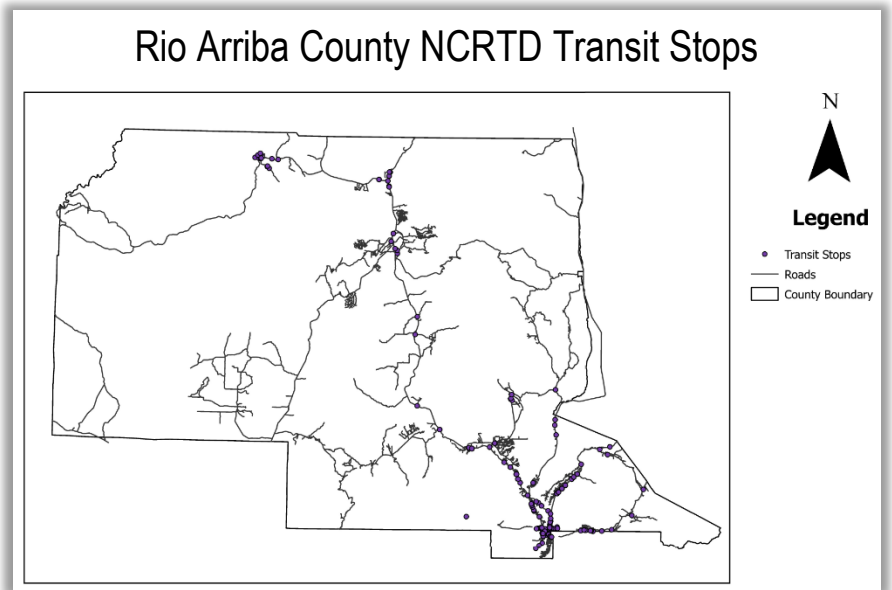 Rio Arriba County NCRTD Transit Stops
N
Legend
Transit Stops
Roads
County Boundary